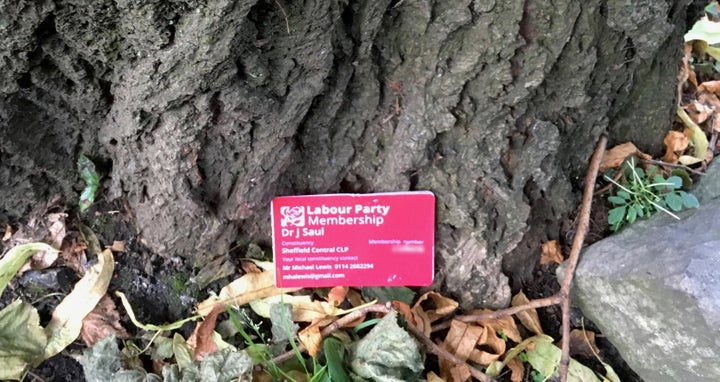 Labour Party
Membership
Dr J Saul
Constituency
Membership number
Sheffield Central CLP
Your local constituency contact
Mr Michael Lewis 0114 2682294
mholewis@gmail.com